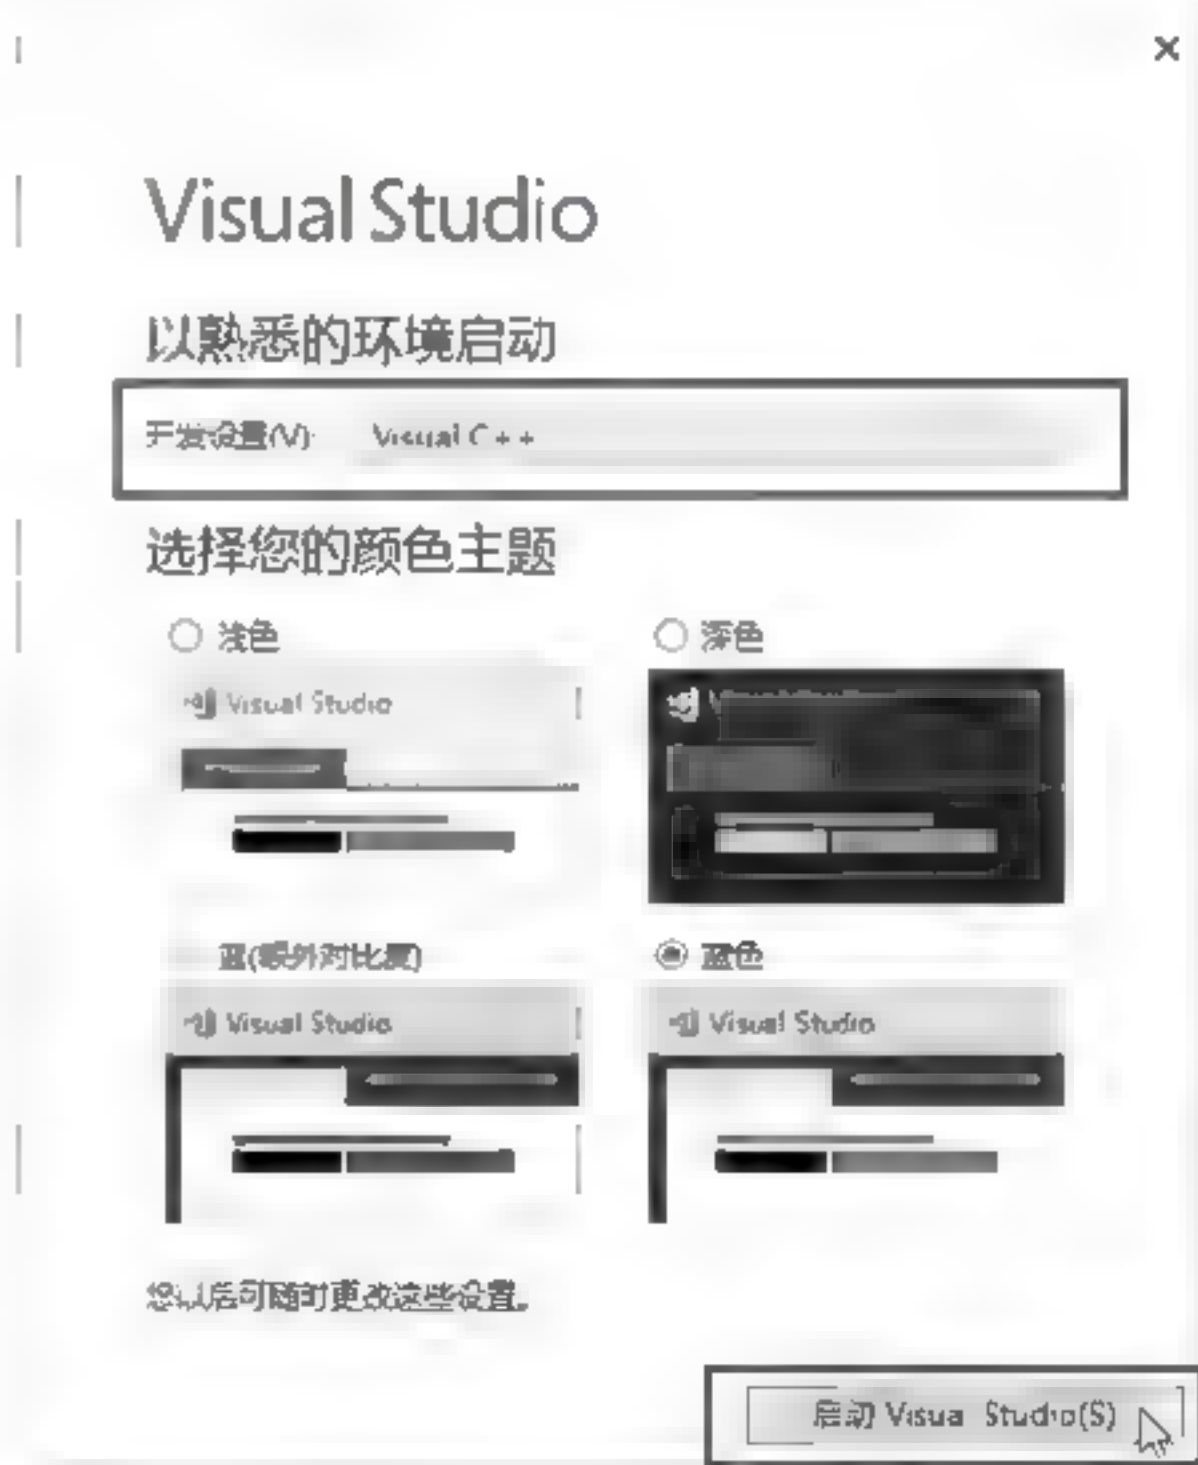 Visual Studio
以熟悉的环境启动
开发设置(V): Visual C++
选择您的颜色主题
浅色
深色
Visual Studio
蓝(额外对比度)
蓝色
Visual Studio
Visual Studio
您以后可随时更改这些设置。
启动 Visual Studio(S)